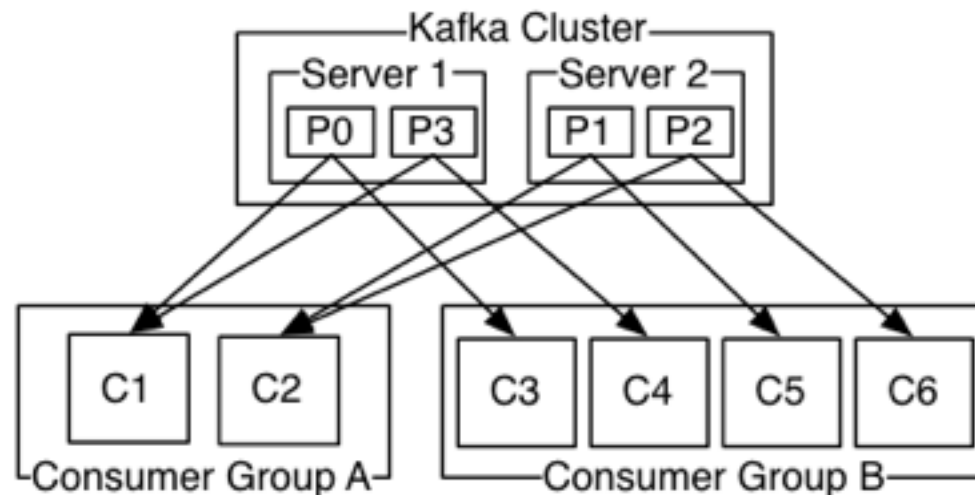 Kafka Cluster
Server 1
Server 2
P0
P3
P1
P2
C1
C2
C3
C4
C5
C6
Consumer Group A
Consumer Group B